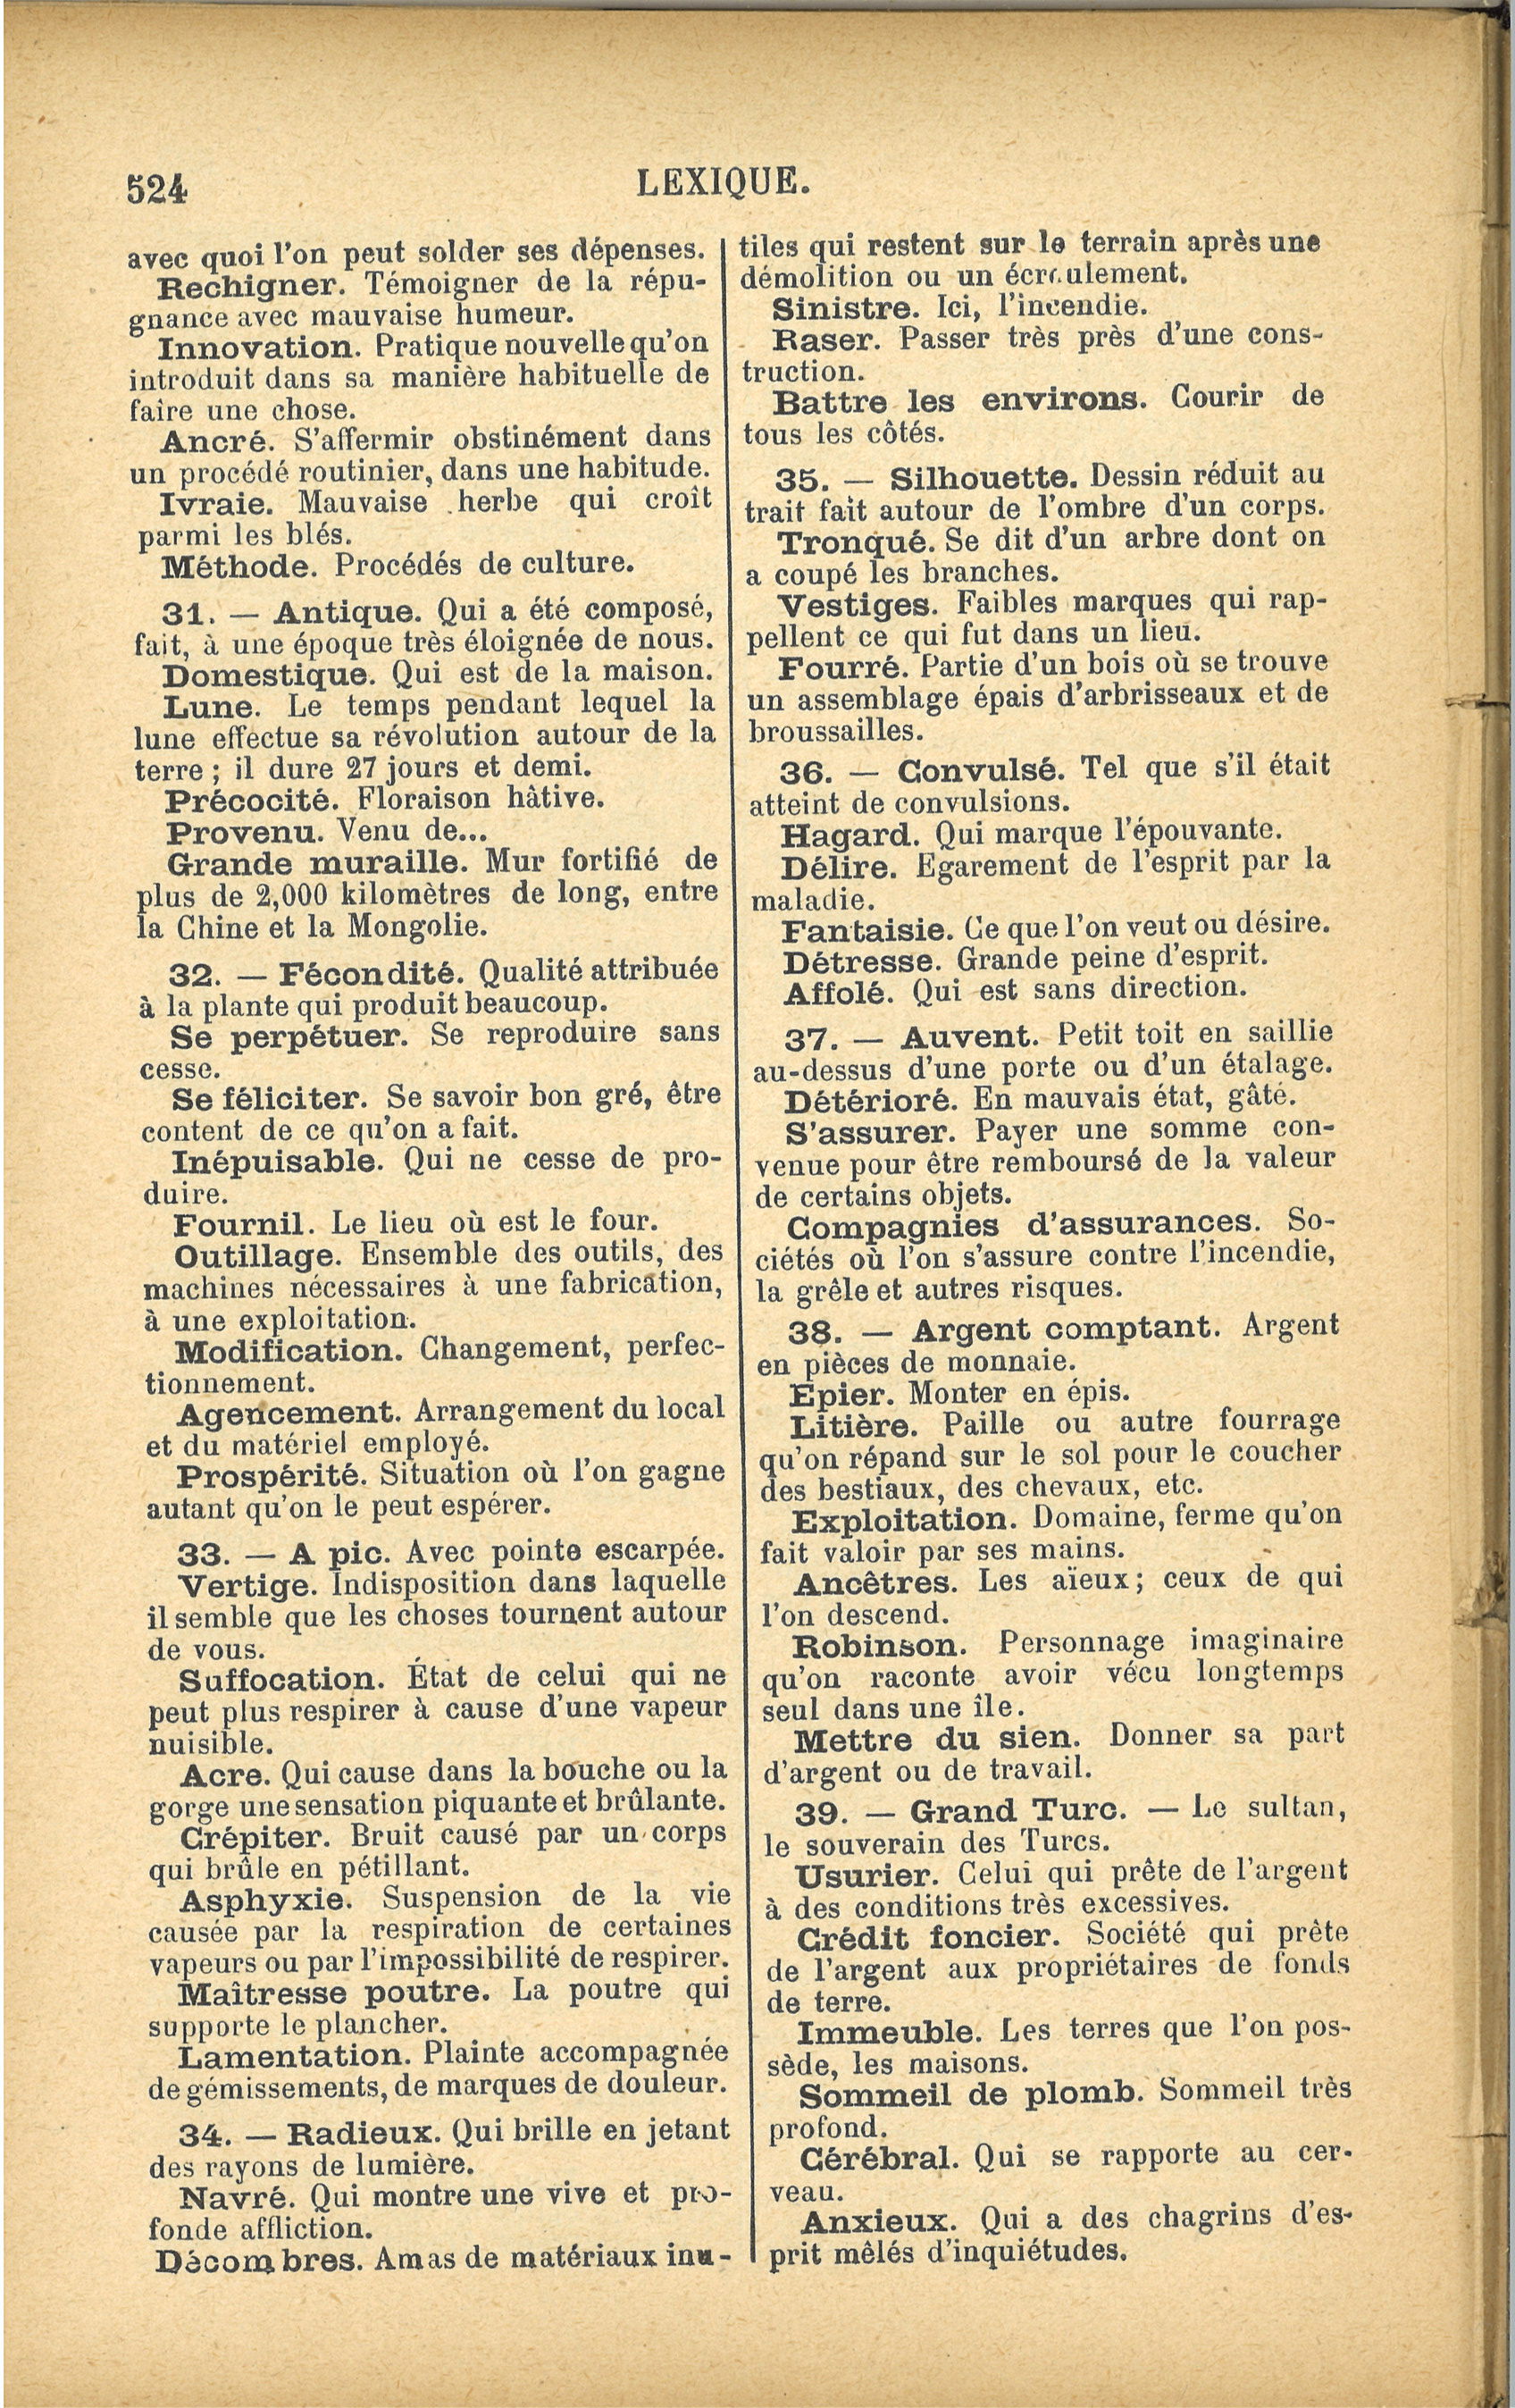 524
LEXIQUE.
avec quoi l'on peut solder ses dépenses.
Rechigner. Témoigner de la répu-
gnance avec mauvaise humeur.
Innovation. Pratique nouvelle qu'on
introduit dans sa manière habituelle de
faire une chose.
Ancré. S'affermir obstinément dans
un procédé routinier, dans une habitude.
Ivraie. Mauvaise herbe qui croît
parmi les blés.
Méthode. Procédés de culture.
31. — Antique. Qui a été composé,
fait, à une époque très éloignée de nous.
Domestique. Qui est de la maison.
Lune. Le temps pendant lequel la
lune effectue sa révolution autour de la
terre ; il dure 27 jours et demi.
Précocité. Floraison hâtive.
Provenu. Venu de...
Grande muraille. Mur fortifié de
plus de 2,000 kilomètres de long, entre
la Chine et la Mongolie.
32. — Fécondité. Qualité attribuée
à la plante qui produit beaucoup.
Se perpétuer. Se reproduire sans
cesse.
Se féliciter. Se savoir bon gré, être
content de ce qu'on a fait.
Inépuisable. Qui ne cesse de pro-
duire.
Fournil. Le lieu où est le four.
Outillage. Ensemble des outils, des
machines nécessaires à une fabrication,
à une exploitation.
Modification. Changement, perfec-
tionnement.
Agencement. Arrangement du local
et du matériel employé.
Prospérité. Situation où l'on gagne
autant qu'on le peut espérer.
33. — A pic. Avec pointe escarpée.
Vertige. Indisposition dans laquelle
il semble que les choses tournent autour
de vous.
Suffocation. État de celui qui ne
peut plus respirer à cause d'une vapeur
nuisible.
Acre. Qui cause dans la bouche ou la
gorge une sensation piquante et brûlante.
Crépiter. Bruit causé par un corps
qui brûle en pétillant.
Asphyxie. Suspension de la vie
causée par la respiration de certaines
vapeurs ou par l'impossibilité de respirer.
Maîtresse poutre. La poutre qui
supporte le plancher.
Lamentation. Plainte accompagnée
de gémissements, de marques de douleur.
34. — Radieux. Qui brille en jetant
des rayons de lumière.
Navré. Qui montre une vive et pro-
fonde affliction.
Décombres. Amas de matériaux inu-
tiles qui restent sur le terrain après une
démolition ou un écroulement.
Sinistre. Ici, l'incendie.
Raser. Passer très près d'une cons-
truction.
Battre les environs. Courir de
tous les côtés.
35. — Silhouette. Dessin réduit au
trait fait autour de l'ombre d'un corps.
Tronqué. Se dit d'un arbre dont on
a coupé les branches.
Vestiges. Faibles marques qui rap-
pellent ce qui fut dans un lieu.
Fourré. Partie d'un bois où se trouve
un assemblage épais d'arbrisseaux et de
broussailles.
36. — Convulsé. Tel que s'il était
atteint de convulsions.
Hagard. Qui marque l'épouvante.
Délire. Egarement de l'esprit par la
maladie.
Fantaisie. Ce que l'on veut ou désire.
Détresse. Grande peine d'esprit.
Affolé. Qui est sans direction.
37. — Auvent. Petit toit en saillie
au-dessus d'une porte ou d'un étalage.
Détérioré. En mauvais état, gâté.
S'assurer. Payer une somme con-
venue pour être remboursé de la valeur
de certains objets.
Compagnies d'assurances. So-
ciétés où l'on s'assure contre l'incendie,
la grêle et autres risques.
38. — Argent comptant. Argent
en pièces de monnaie.
Epier. Monter en épis.
Litière. Paille ou autre fourrage
qu'on répand sur le sol pour le coucher
des bestiaux, des chevaux, etc.
Exploitation. Domaine, ferme qu'on
fait valoir par ses mains.
Ancêtres. Les aïeux; ceux de qui
l'on descend.
Robinson. Personnage imaginaire
qu'on raconte avoir vécu longtemps
seul dans une île.
Mettre du sien. Donner sa part
d'argent ou de travail.
39. — Grand Turc. — Le sultan,
le souverain des Turcs.
Usurier. Celui qui prête de l'argent
à des conditions très excessives.
Crédit foncier. Société qui prête
de l'argent aux propriétaires de fonds
de terre.
Immeuble. Les terres que l'on pos-
sède, les maisons.
Sommeil de plomb. Sommeil très
profond.
Cérébral. Qui se rapporte au cer-
veau.
Anxieux. Qui a des chagrins d'es-
prit mêlés d'inquiétudes.